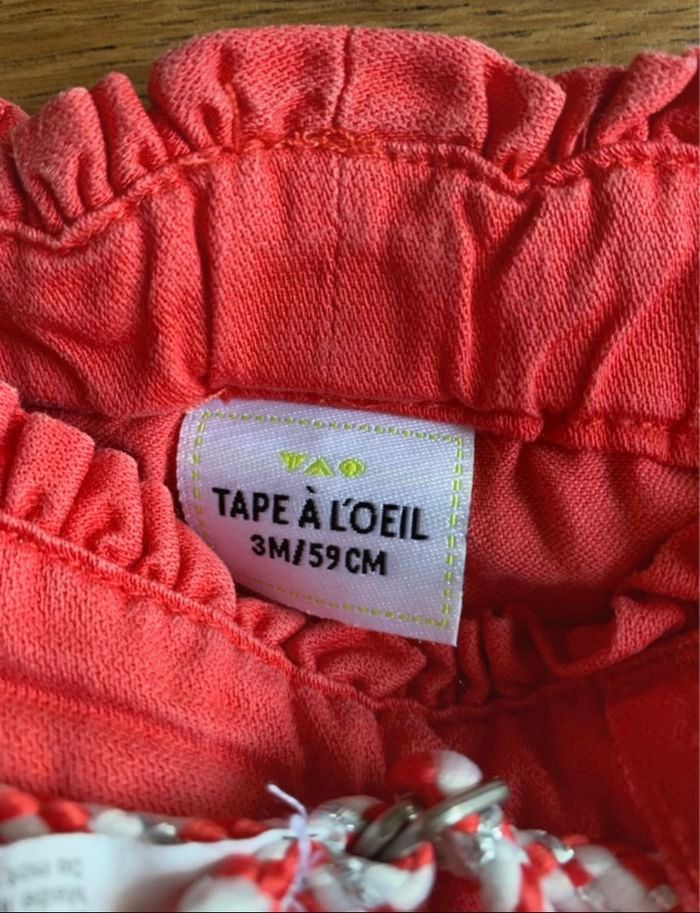 TAO
TAPE À L'OEIL
3M/59CM